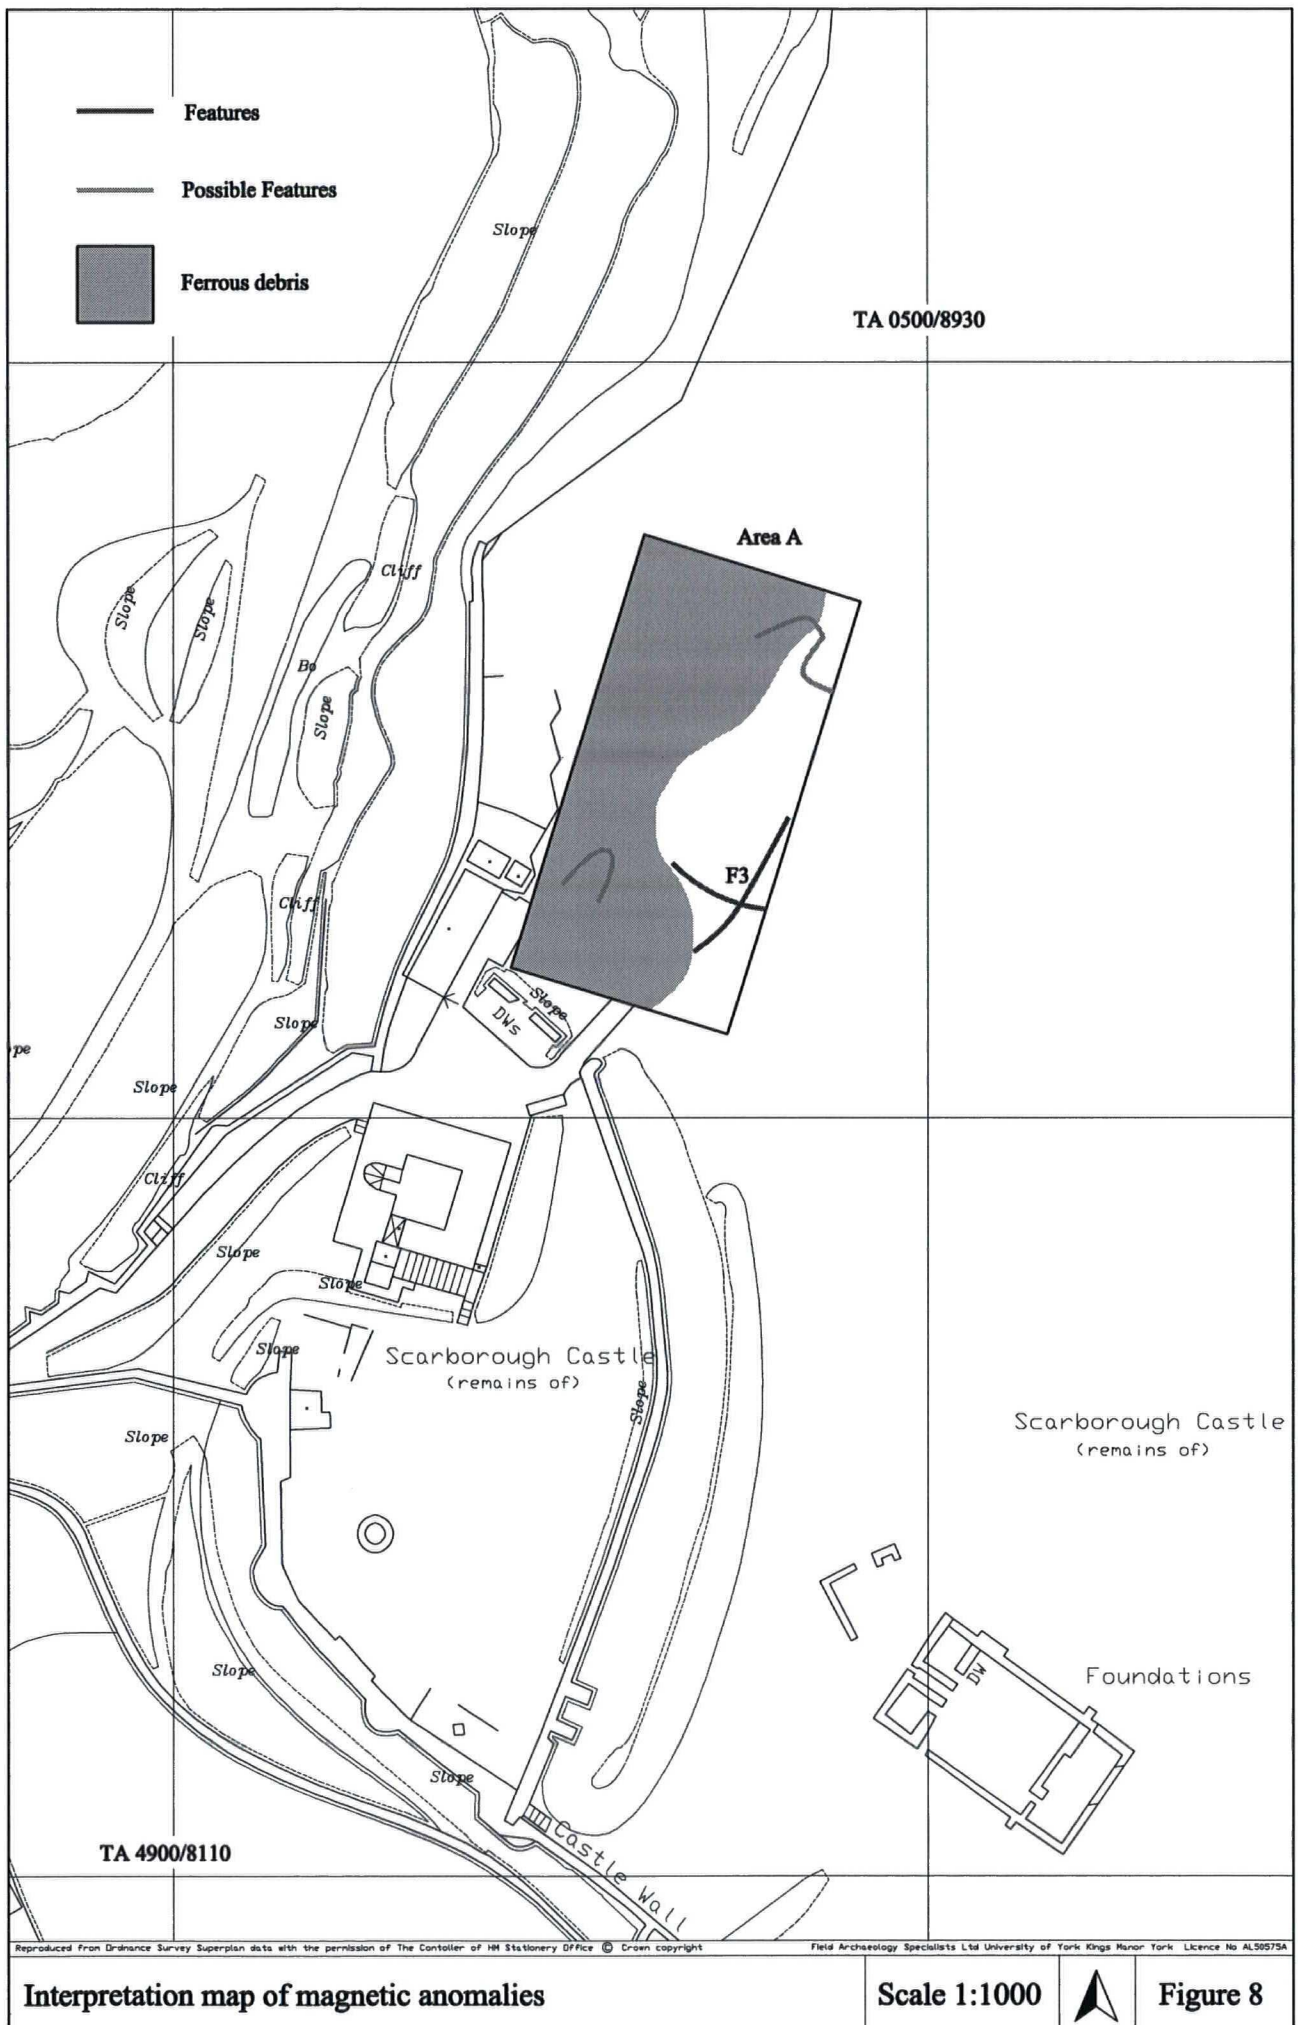 Features
Possible Features
Ferrous debris
Slope
TA 0500/8930
Area A
Cliff
Slope
Slope
Bo
Slope
F3
Cliff
Slope
DWs
Slope
pe
Slope
Cliff
Slope
Slope
Slope
Scarborough Castle
(remains of)
Slope
Slope
Scarborough Castle
(remains of)
Slope
DW
Foundations
Slope
Castle Wall
TA 4900/8110
Reproduced from Ordnance Survey Superplan data with the permission of The Contoller of HM Stationery Office © Crown copyright
Field Archaeology Specialists Ltd University of York Kings Manor York Licence No AL50575A
Interpretation map of magnetic anomalies
Scale 1:1000
Figure 8